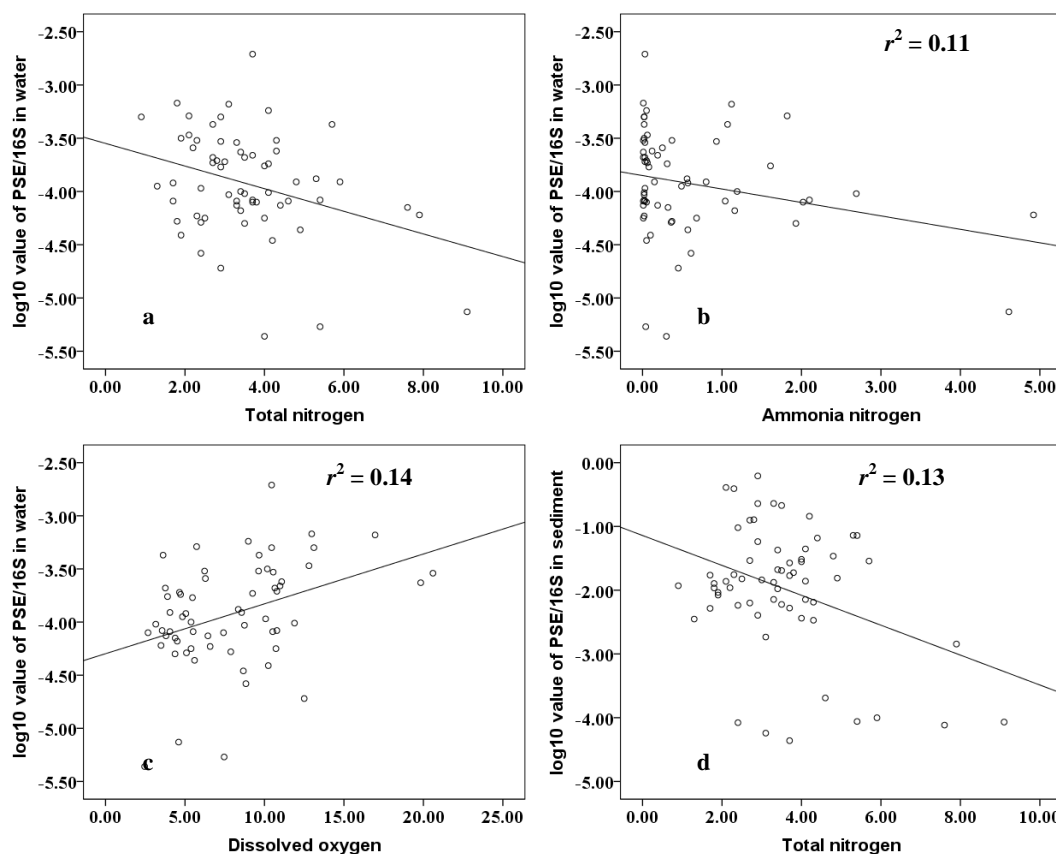 log10 value of PSE/16S in water
-2.50
-3.00
-3.50
-4.00
-4.50
-5.00
-5.50
a
0.00 2.00 4.00 6.00 8.00 10.00
Total nitrogen
log10 value of PSE/16S in water
r² = 0.11
-2.50
-3.00
-3.50
-4.00
-4.50
-5.00
-5.50
b
0.00 1.00 2.00 3.00 4.00 5.00
Ammonia nitrogen
log10 value of PSE/16S in water
r² = 0.14
-2.50
-3.00
-3.50
-4.00
-4.50
-5.00
-5.50
c
0.00 5.00 10.00 15.00 20.00 25.00
Dissolved oxygen
log10 value of PSE/16S in sediment
r² = 0.13
0.00
-1.00
-2.00
-3.00
-4.00
-5.00
d
0.00 2.00 4.00 6.00 8.00 10.00
Total nitrogen